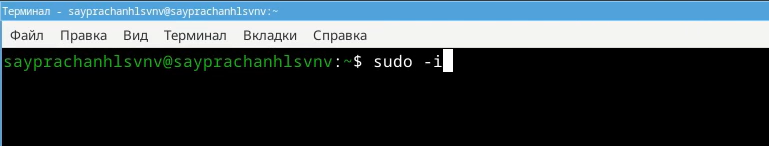 Терминал - sayprachanhlsvnv@sayprachanhlsvnv:~
Файл Правка Вид Терминал Вкладки Справка
sayprachanhlsvnv@sayprachanhlsvnv:~$ sudo -i